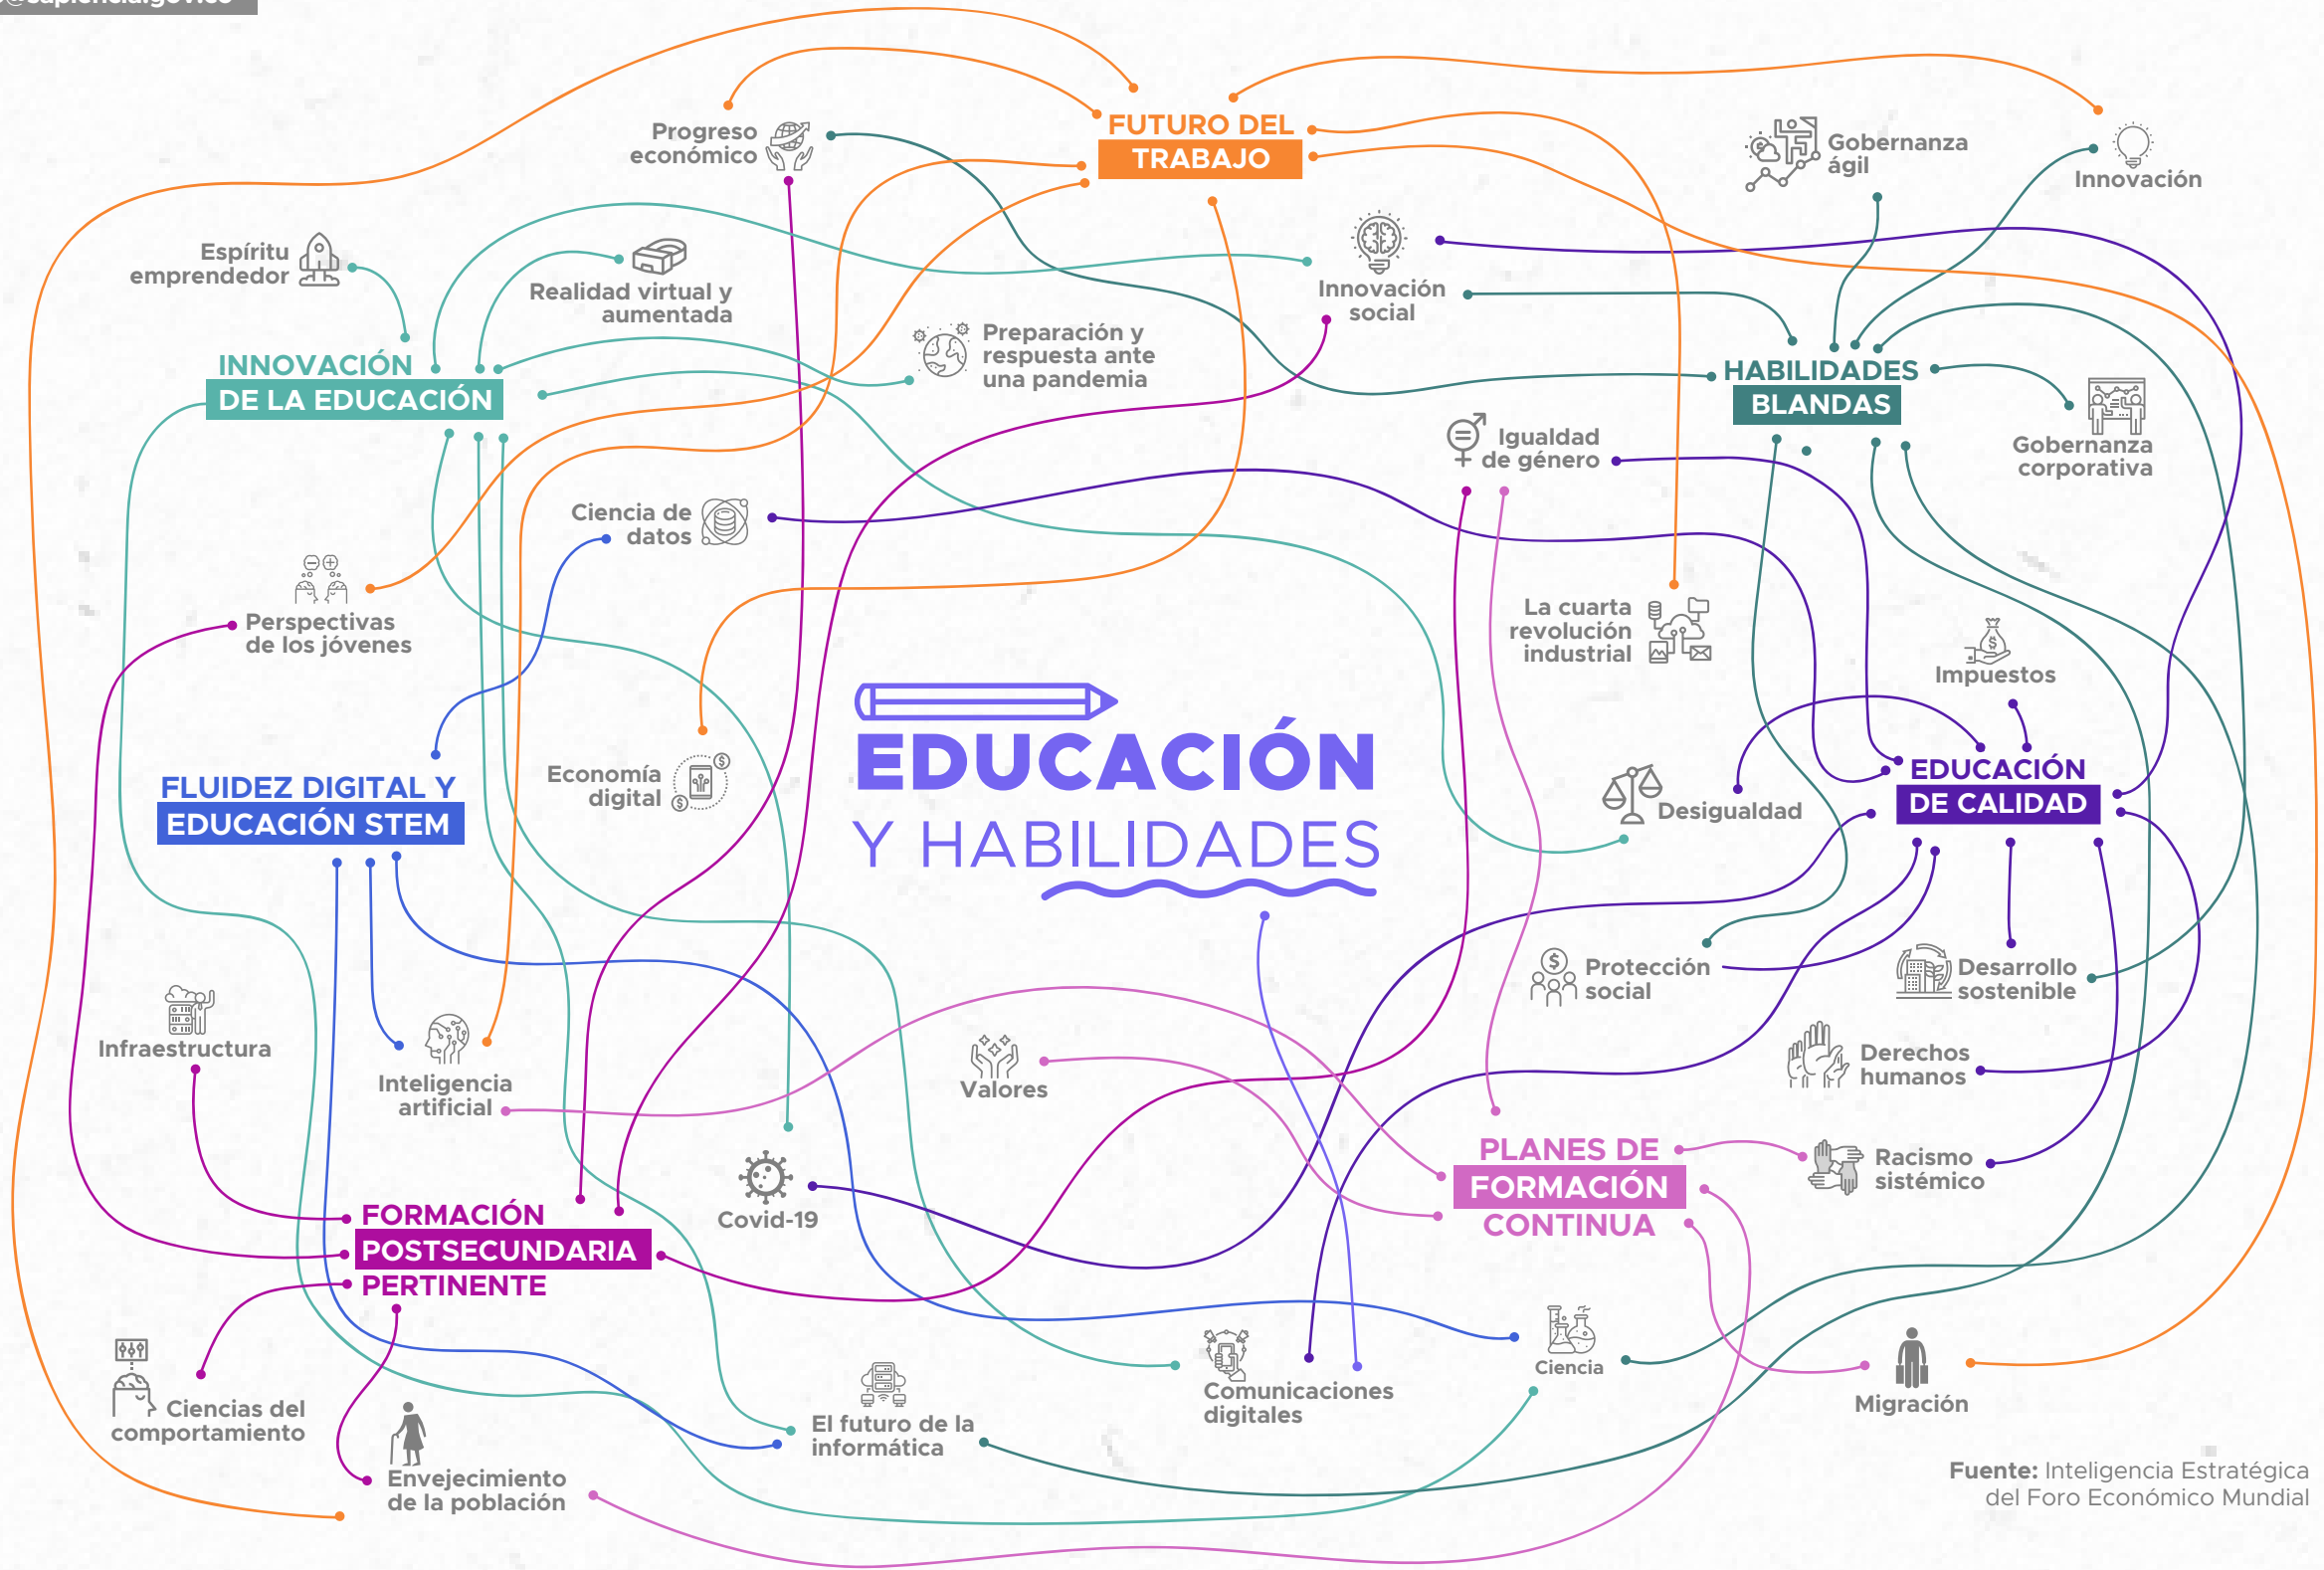 @sapiencia.gov.co
Progreso
económico
FUTURO DEL
TRABAJO
Gobernanza
ágil
Innovación
Espíritu
emprendedor
Realidad virtual y
aumentada
Innovación
social
Preparación y
respuesta ante
una pandemia
INNOVACIÓN
DE LA EDUCACIÓN
HABILIDADES
BLANDAS
Igualdad
de género
Gobernanza
corporativa
Ciencia de
datos
Perspectivas
de los jóvenes
La cuarta
revolución
industrial
Impuestos
FLUIDEZ DIGITAL Y
EDUCACIÓN STEM
Economía
digital
EDUCACIÓN
Y HABILIDADES
Desigualdad
EDUCACIÓN
DE CALIDAD
Protección
social
Desarrollo
sostenible
Infraestructura
Inteligencia
artificial
Valores
Derechos
humanos
PLANES DE
FORMACIÓN
CONTINUA
Racismo
sistémico
Covid-19
FORMACIÓN
POSTSECUNDARIA
PERTINENTE
Ciencias del
comportamiento
El futuro de la
informática
Comunicaciones
digitales
Ciencia
Migración
Envejecimiento
de la población
Fuente: Inteligencia Estratégica
del Foro Económico Mundial